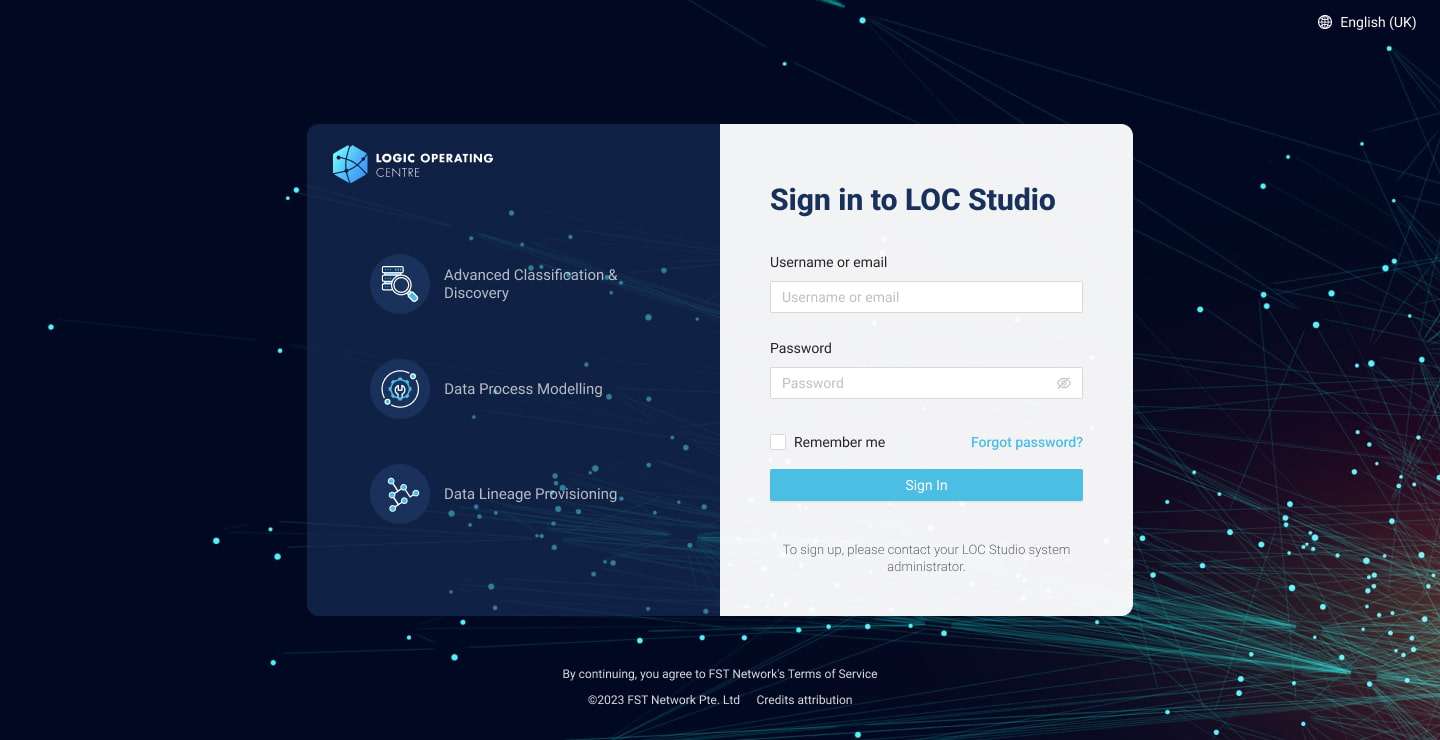 English (UK)
LOGIC OPERATING
CENTRE
Advanced Classification &
Discovery
Data Process Modelling
Data Lineage Provisioning
Sign in to LOC Studio
Username or email
Username or email
Password
Password
Remember me
Forgot password?
Sign In
To sign up, please contact your LOC Studio system
administrator.
By continuing, you agree to FST Network's Terms of Service
©2023 FST Network Pte. Ltd
Credits attribution